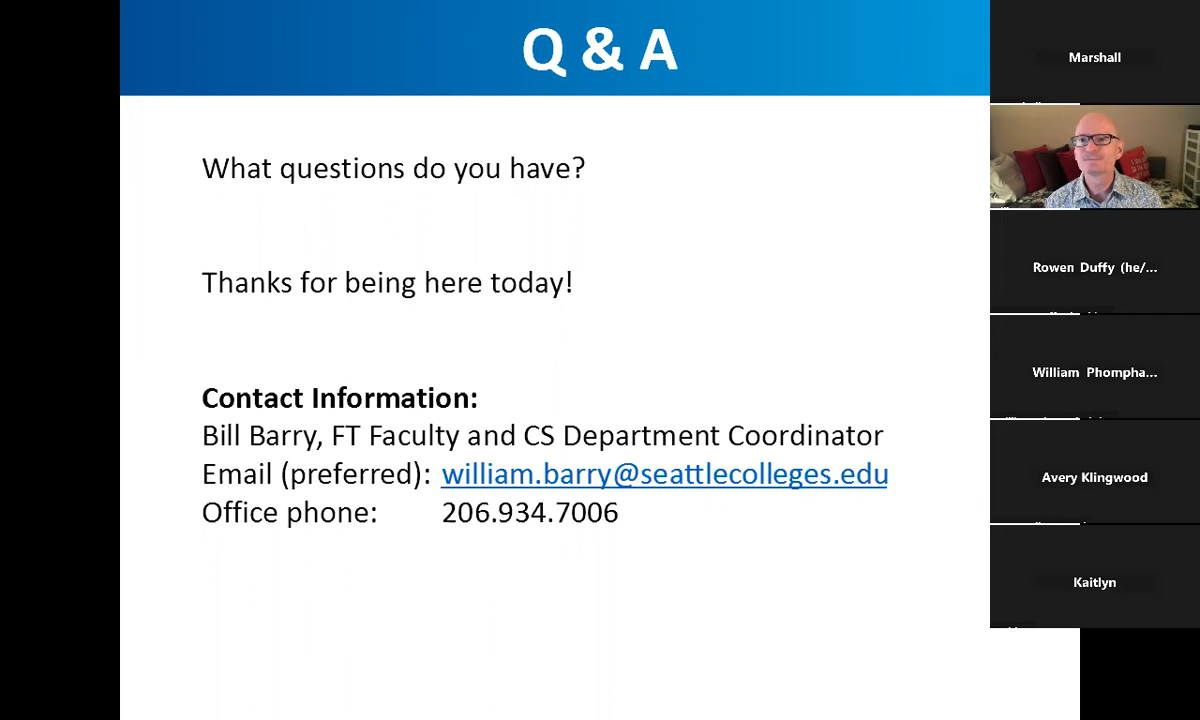 Q & A
What questions do you have?
Thanks for being here today!
Contact Information:
Bill Barry, FT Faculty and CS Department Coordinator
Email (preferred): william.barry@seattlecolleges.edu
Office phone: 206.934.7006
Marshall
Rowen Duffy (he/...
William Phompha...
Avery Klingwood
Kaitlyn